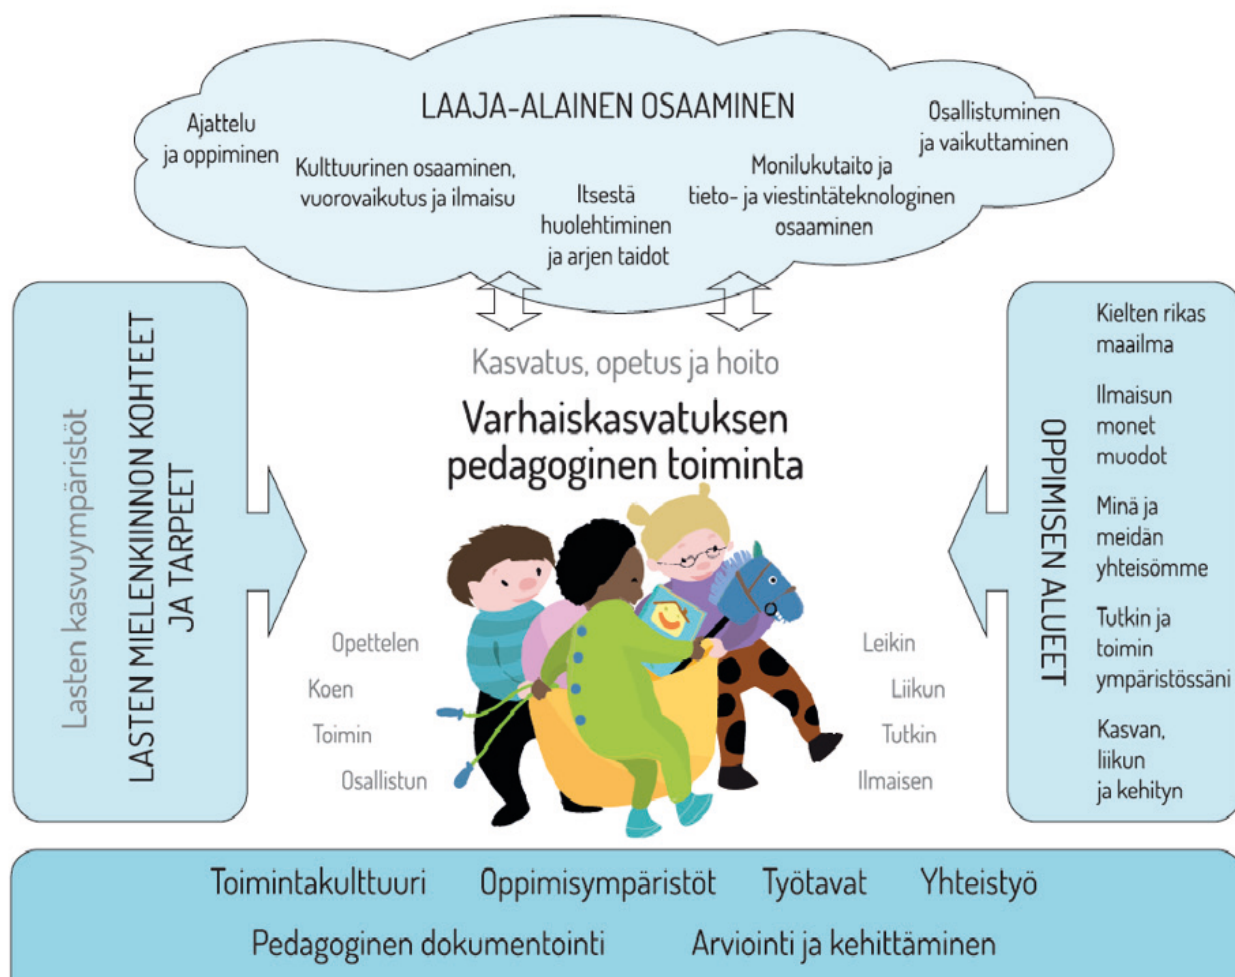 LAAJA-ALAINEN OSAAMINEN
Ajattelu
ja oppiminen
Kulttuurinen osaaminen,
vuorovaikutus ja ilmaisu
Itsestä
huolehtiminen
ja arjen taidot
Monilukutaito ja
tieto- ja viestintäteknologinen
osaaminen
Osallistuminen
ja vaikuttaminen
Lasten kasvuympäristöt
LASTEN MIELENKIINNON KOHTEET
JA TARPEET
Kasvatus, opetus ja hoito
Varhaiskasvatuksen
pedagoginen toiminta
Opettelen
Koen
Toimin
Osallistun
Leikin
Liikun
Tutkin
Ilmaisen
OPPIMISEN ALUEET
Kielten rikas
maailma
Ilmaisun
monet
muodot
Minä ja
meidän
yhteisömme
Tutkin ja
toimin
ympäristössäni
Kasvan,
liikun
ja kehityn
Toimintakulttuuri Oppimisympäristöt Työtavat Yhteistyö
Pedagoginen dokumentointi Arviointi ja kehittäminen